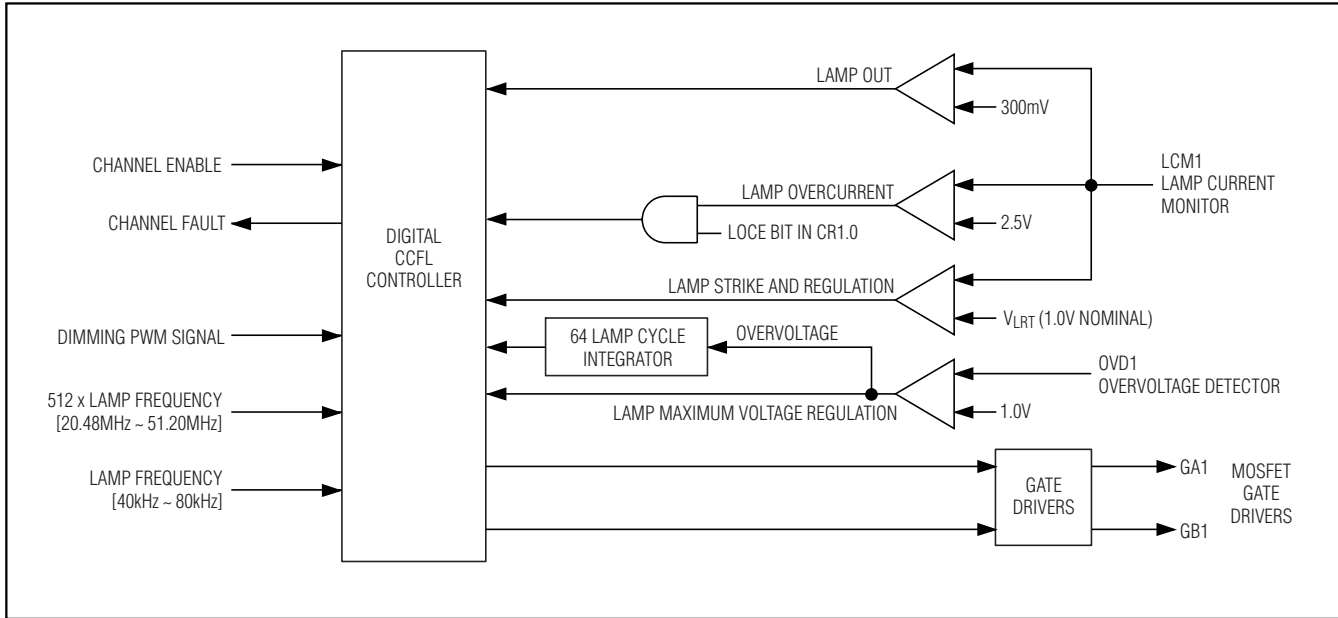 LAMP OUT
300mV
LCM1
LAMP CURRENT
MONITOR
CHANNEL ENABLE
CHANNEL FAULT
DIGITAL
CCFL
CONTROLLER
LAMP OVERCURRENT
LOCE BIT IN CR1.0
2.5V
LAMP STRIKE AND REGULATION
VLRT (1.0V NOMINAL)
DIMMING PWM SIGNAL
64 LAMP CYCLE
INTEGRATOR
OVERVOLTAGE
OVD1
OVERVOLTAGE DETECTOR
LAMP MAXIMUM VOLTAGE REGULATION
1.0V
512 x LAMP FREQUENCY
[20.48MHz ~ 51.20MHz]
LAMP FREQUENCY
[40kHz ~ 80kHz]
GATE
DRIVERS
GA1
GB1
MOSFET
GATE
DRIVERS